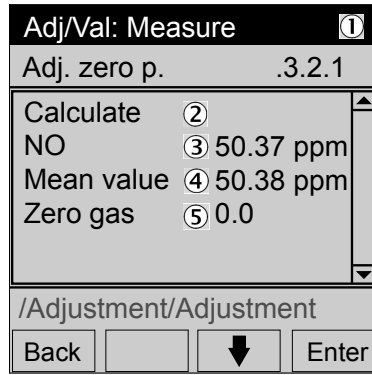 Adj/Val: Measure ①
Adj. zero p. .3.2.1
Calculate ②
NO ③ 50.37 ppm
Mean value ④ 50.38 ppm
Zero gas ⑤ 0.0
/Adjustment/Adjustment
Back Enter